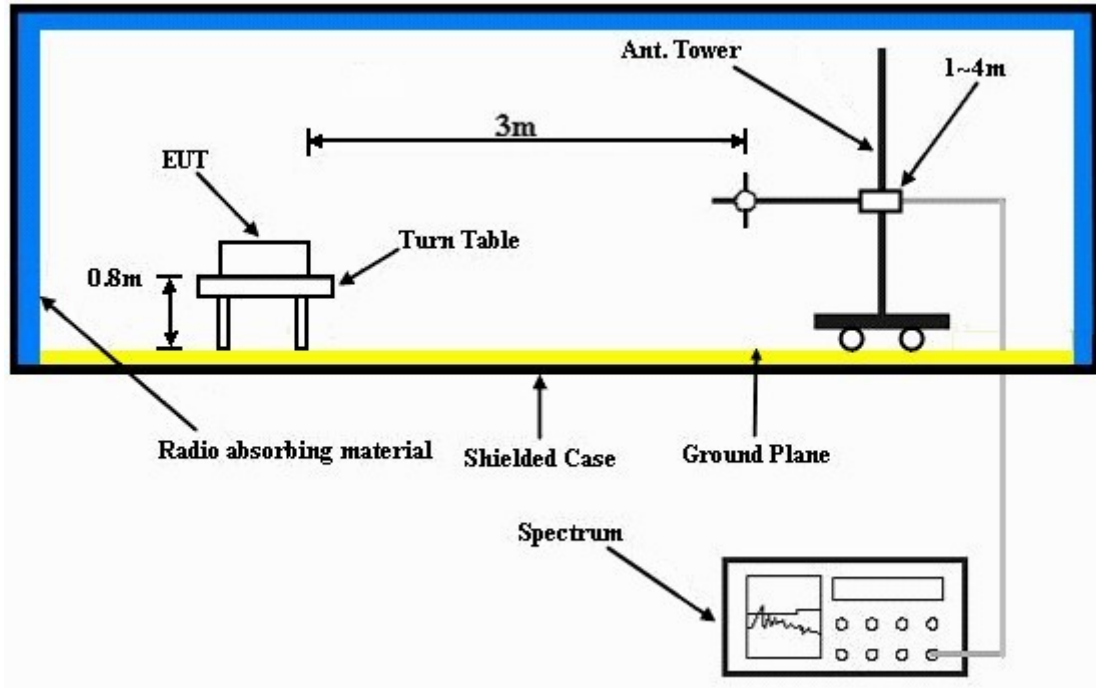 Ant. Tower
1~4m
3m
EUT
Turn Table
0.8m
Radio absorbing material
Shielded Case
Ground Plane
Spectrum